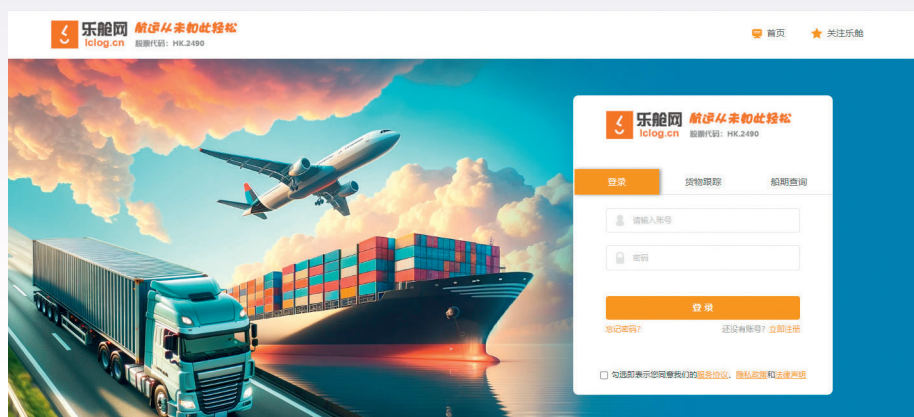 乐舱网 航运从未如此轻松
lclog.cn 股票代码：HK.2490
首页 关注乐舱
乐舱网 航运从未如此轻松
lclog.cn 股票代码：HK.2490
登录 货物跟踪 船期查询
请输入账号
密码
登录
忘记密码？ 还没有账号？立即注册
勾选即表示您同意我们的服务协议、隐私政策和法律声明